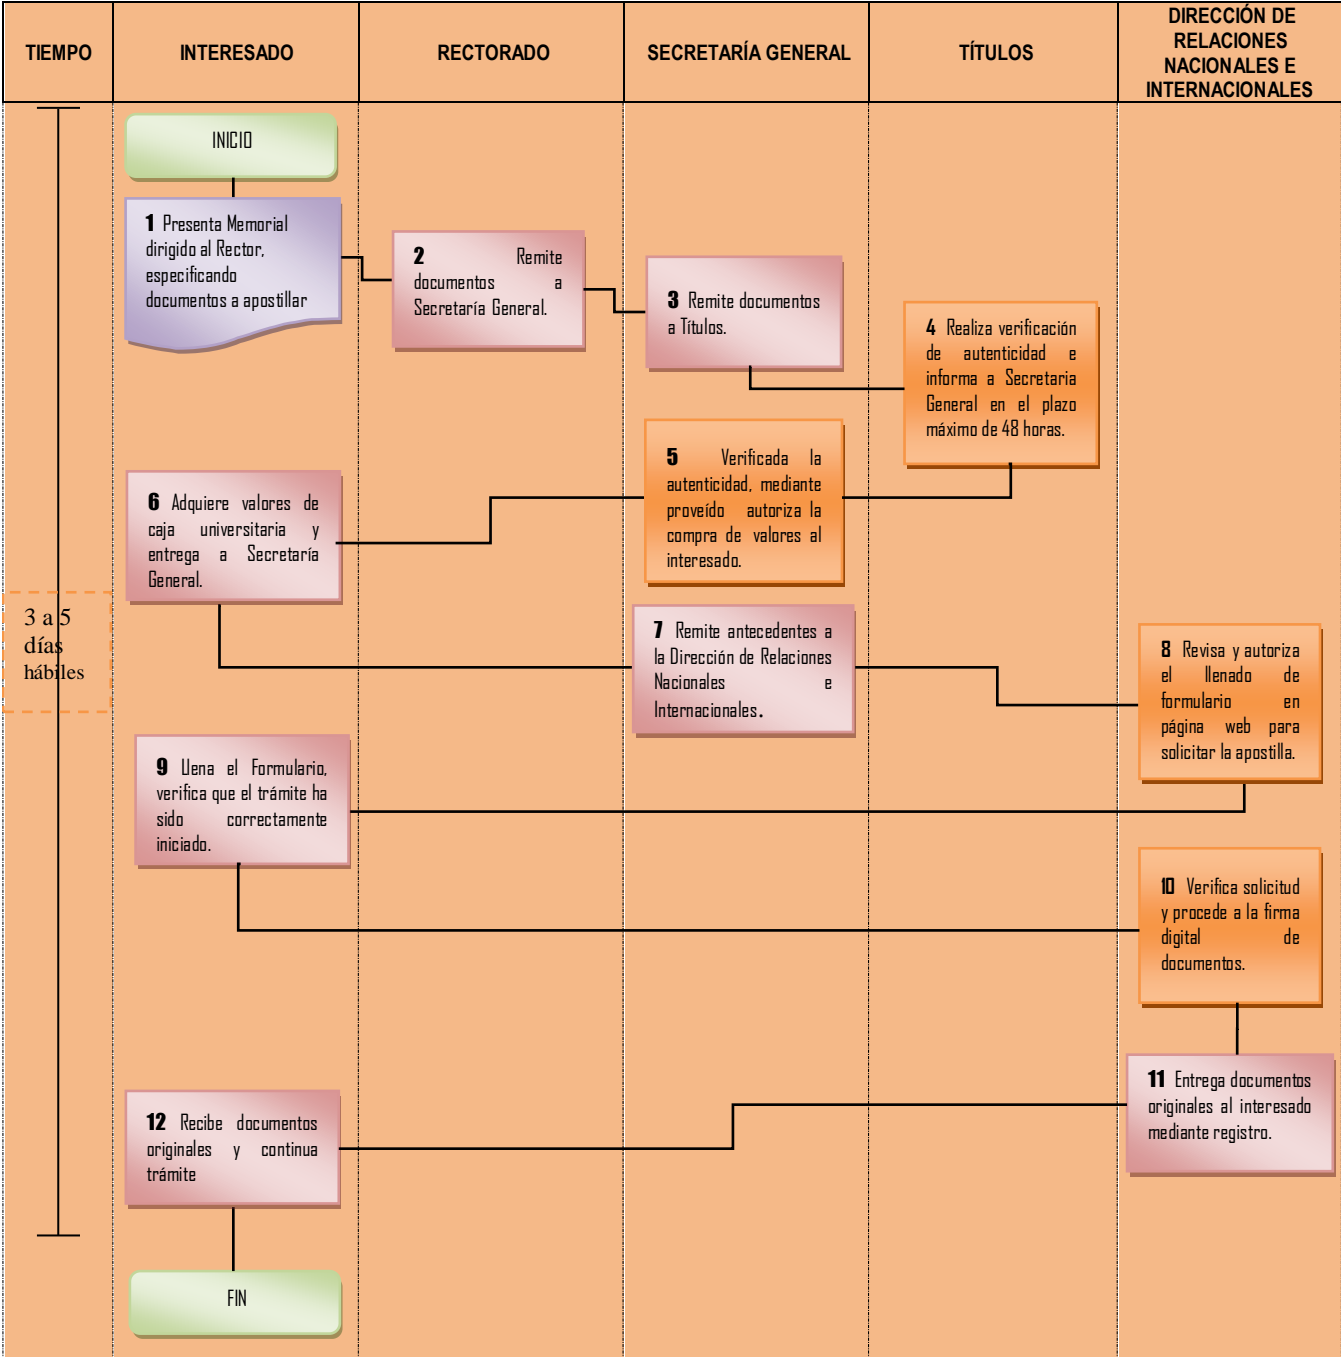 TIEMPO
INTERESADO
RECTORADO
SECRETARÍA GENERAL
TÍTULOS
DIRECCIÓN DE
RELACIONES
NACIONALES E
INTERNACIONALES
INICIO
1 Presenta Memorial
dirigido al Rector,
especificando
documentos a apostillar
2 Remite
documentos a
Secretaría General.
3 Remite documentos
a Títulos.
4 Realiza verificación
de autenticidad e
informa a Secretaria
General en el plazo
máximo de 48 horas.
5 Verificada la
autenticidad, mediante
proveído autoriza la
compra de valores al
interesado.
6 Adquiere valores de
caja universitaria y
entrega a Secretaría
General.
3 a 5
días
hábiles
7 Remite antecedentes a
la Dirección de Relaciones
Nacionales e
Internacionales.
8 Revisa y autoriza
el llenado de
formulario en
página web para
solicitar la apostilla.
9 Llena el Formulario,
verifica que el trámite ha
sido correctamente
iniciado.
10 Verifica solicitud
y procede a la firma
digital de
documentos.
11 Entrega documentos
originales al interesado
mediante registro.
12 Recibe documentos
originales y continua
trámite
FIN